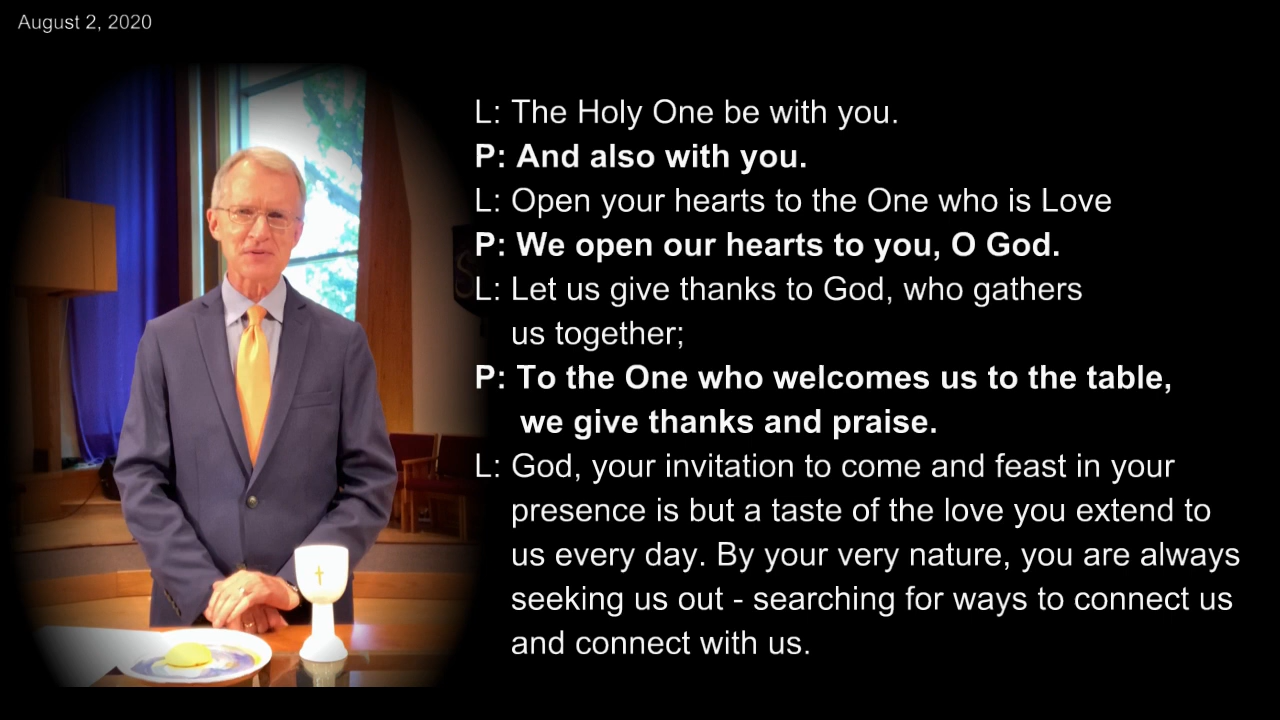 August 2, 2020
L: The Holy One be with you.
P: And also with you.
L: Open your hearts to the One who is Love
P: We open our hearts to you, O God.
L: Let us give thanks to God, who gathers
us together;
P: To the One who welcomes us to the table,
we give thanks and praise.
L: God, your invitation to come and feast in your
presence is but a taste of the love you extend to
us every day. By your very nature, you are always
seeking us out - searching for ways to connect us
and connect with us.